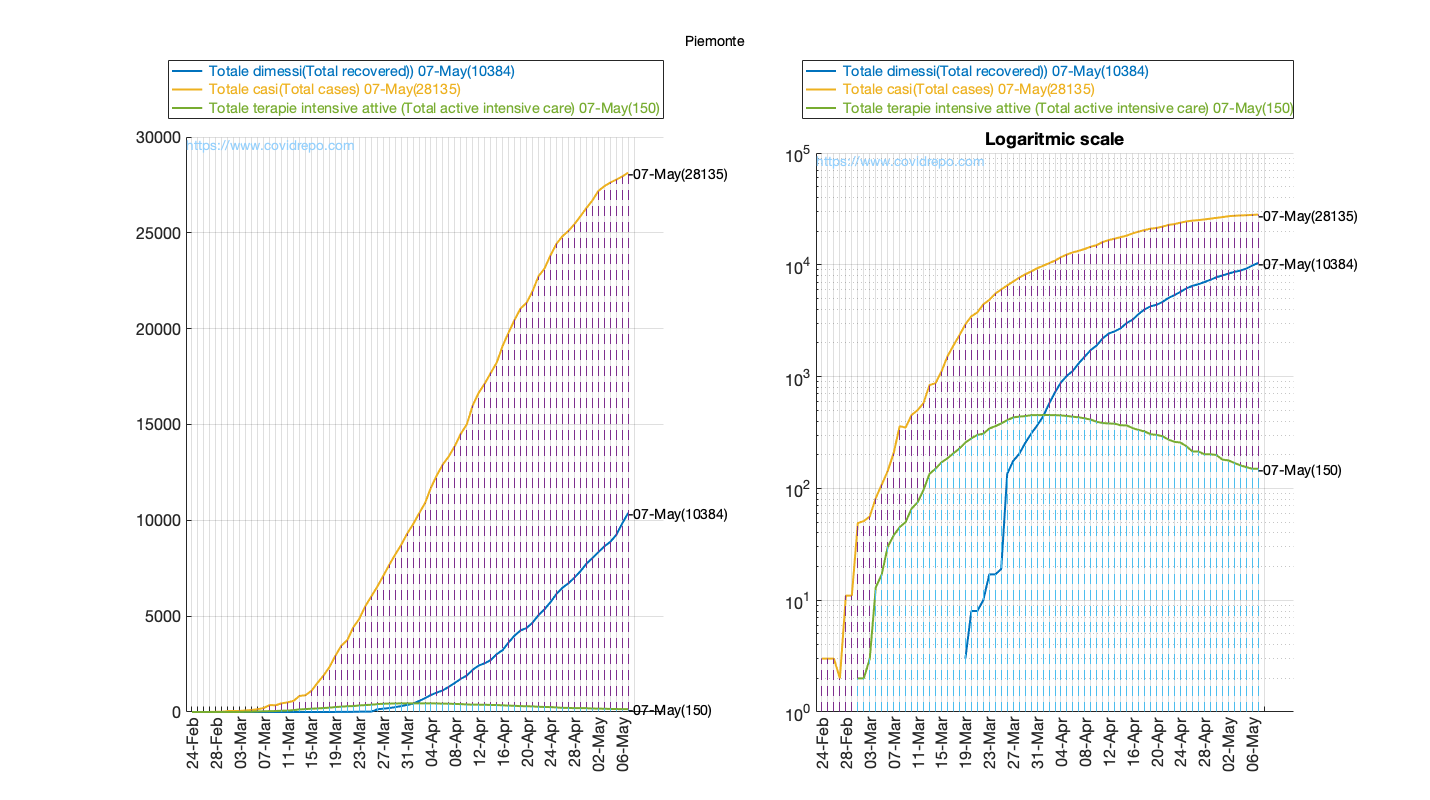 Piemonte
Totale dimessi(Total recovered)) 07-May(10384)
Totale casi(Total cases) 07-May(28135)
Totale terapie intensive attive (Total active intensive care) 07-May(150)
30000
https://www.covidrepo.com
07-May(28135)
25000
20000
15000
10000
07-May(10384)
5000
0
07-May(150)
24-Feb
28-Feb
03-Mar
07-Mar
11-Mar
15-Mar
19-Mar
23-Mar
27-Mar
31-Mar
04-Apr
08-Apr
12-Apr
16-Apr
20-Apr
24-Apr
28-Apr
02-May
06-May
Totale dimessi(Total recovered)) 07-May(10384)
Totale casi(Total cases) 07-May(28135)
Totale terapie intensive attive (Total active intensive care) 07-May(150)
Logaritmic scale
10^5
https://www.covidrepo.com
07-May(28135)
10^4
07-May(10384)
10^3
07-May(150)
10^2
10^1
10^0
24-Feb
28-Feb
03-Mar
07-Mar
11-Mar
15-Mar
19-Mar
23-Mar
27-Mar
31-Mar
04-Apr
08-Apr
12-Apr
16-Apr
20-Apr
24-Apr
28-Apr
02-May
06-May